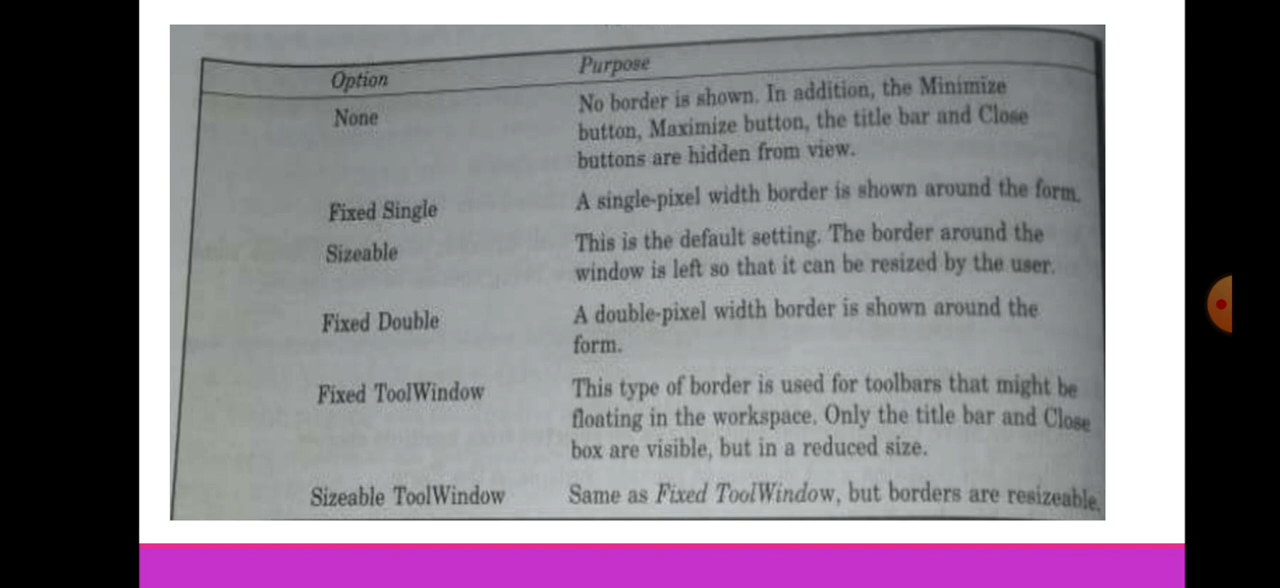 Option Purpose
None No border is shown. In addition, the Minimize
button, Maximize button, the title bar and Close
buttons are hidden from view.
Fixed Single A single-pixel width border is shown around the form.
Sizeable This is the default setting. The border around the
window is left so that it can be resized by the user.
Fixed Double A double-pixel width border is shown around the
form.
Fixed ToolWindow This type of border is used for toolbars that might be
floating in the workspace. Only the title bar and Close
box are visible, but in a reduced size.
Sizeable ToolWindow Same as Fixed ToolWindow, but borders are resizeable.